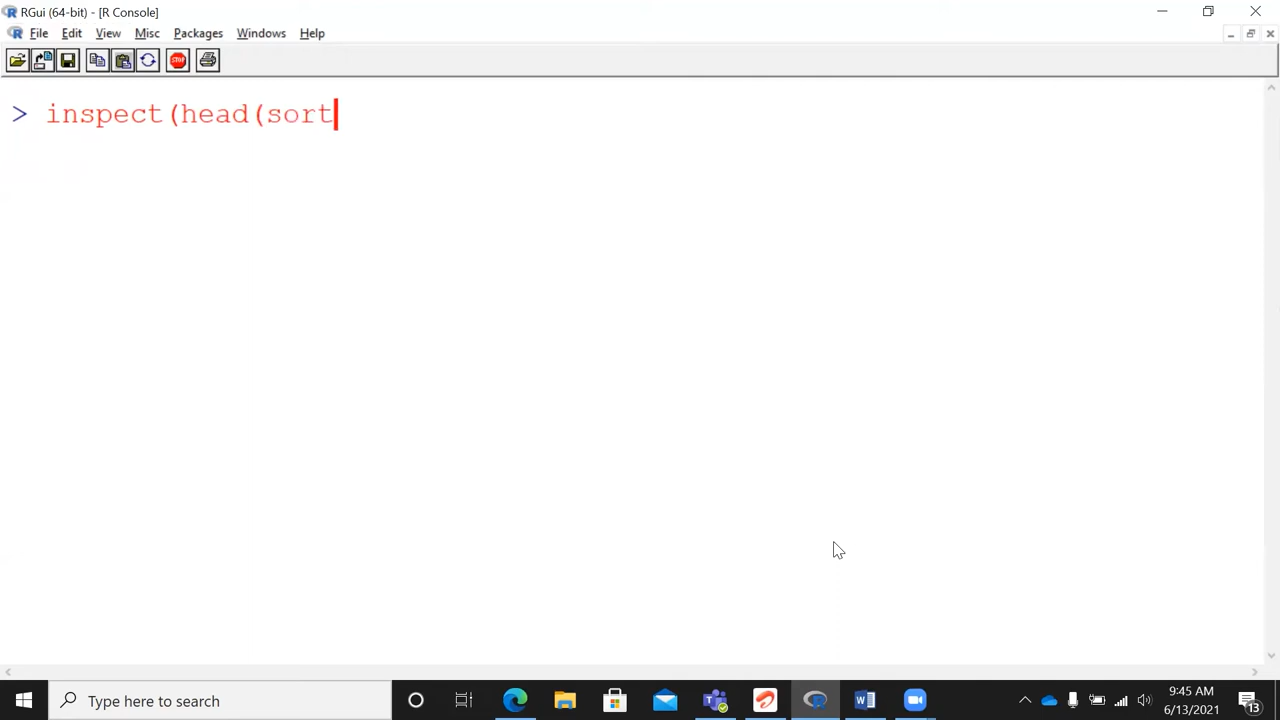 RGui (64-bit) - [R Console]
File Edit View Misc Packages Windows Help
STOP
> inspect(head(sort
Type here to search
9:45 AM
6/13/2021
13